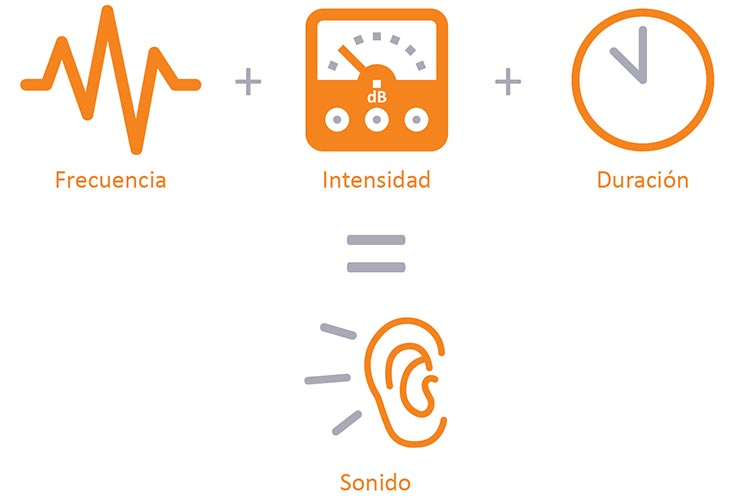 +
+
dB
Frecuencia
Intensidad
Duración
=
Sonido